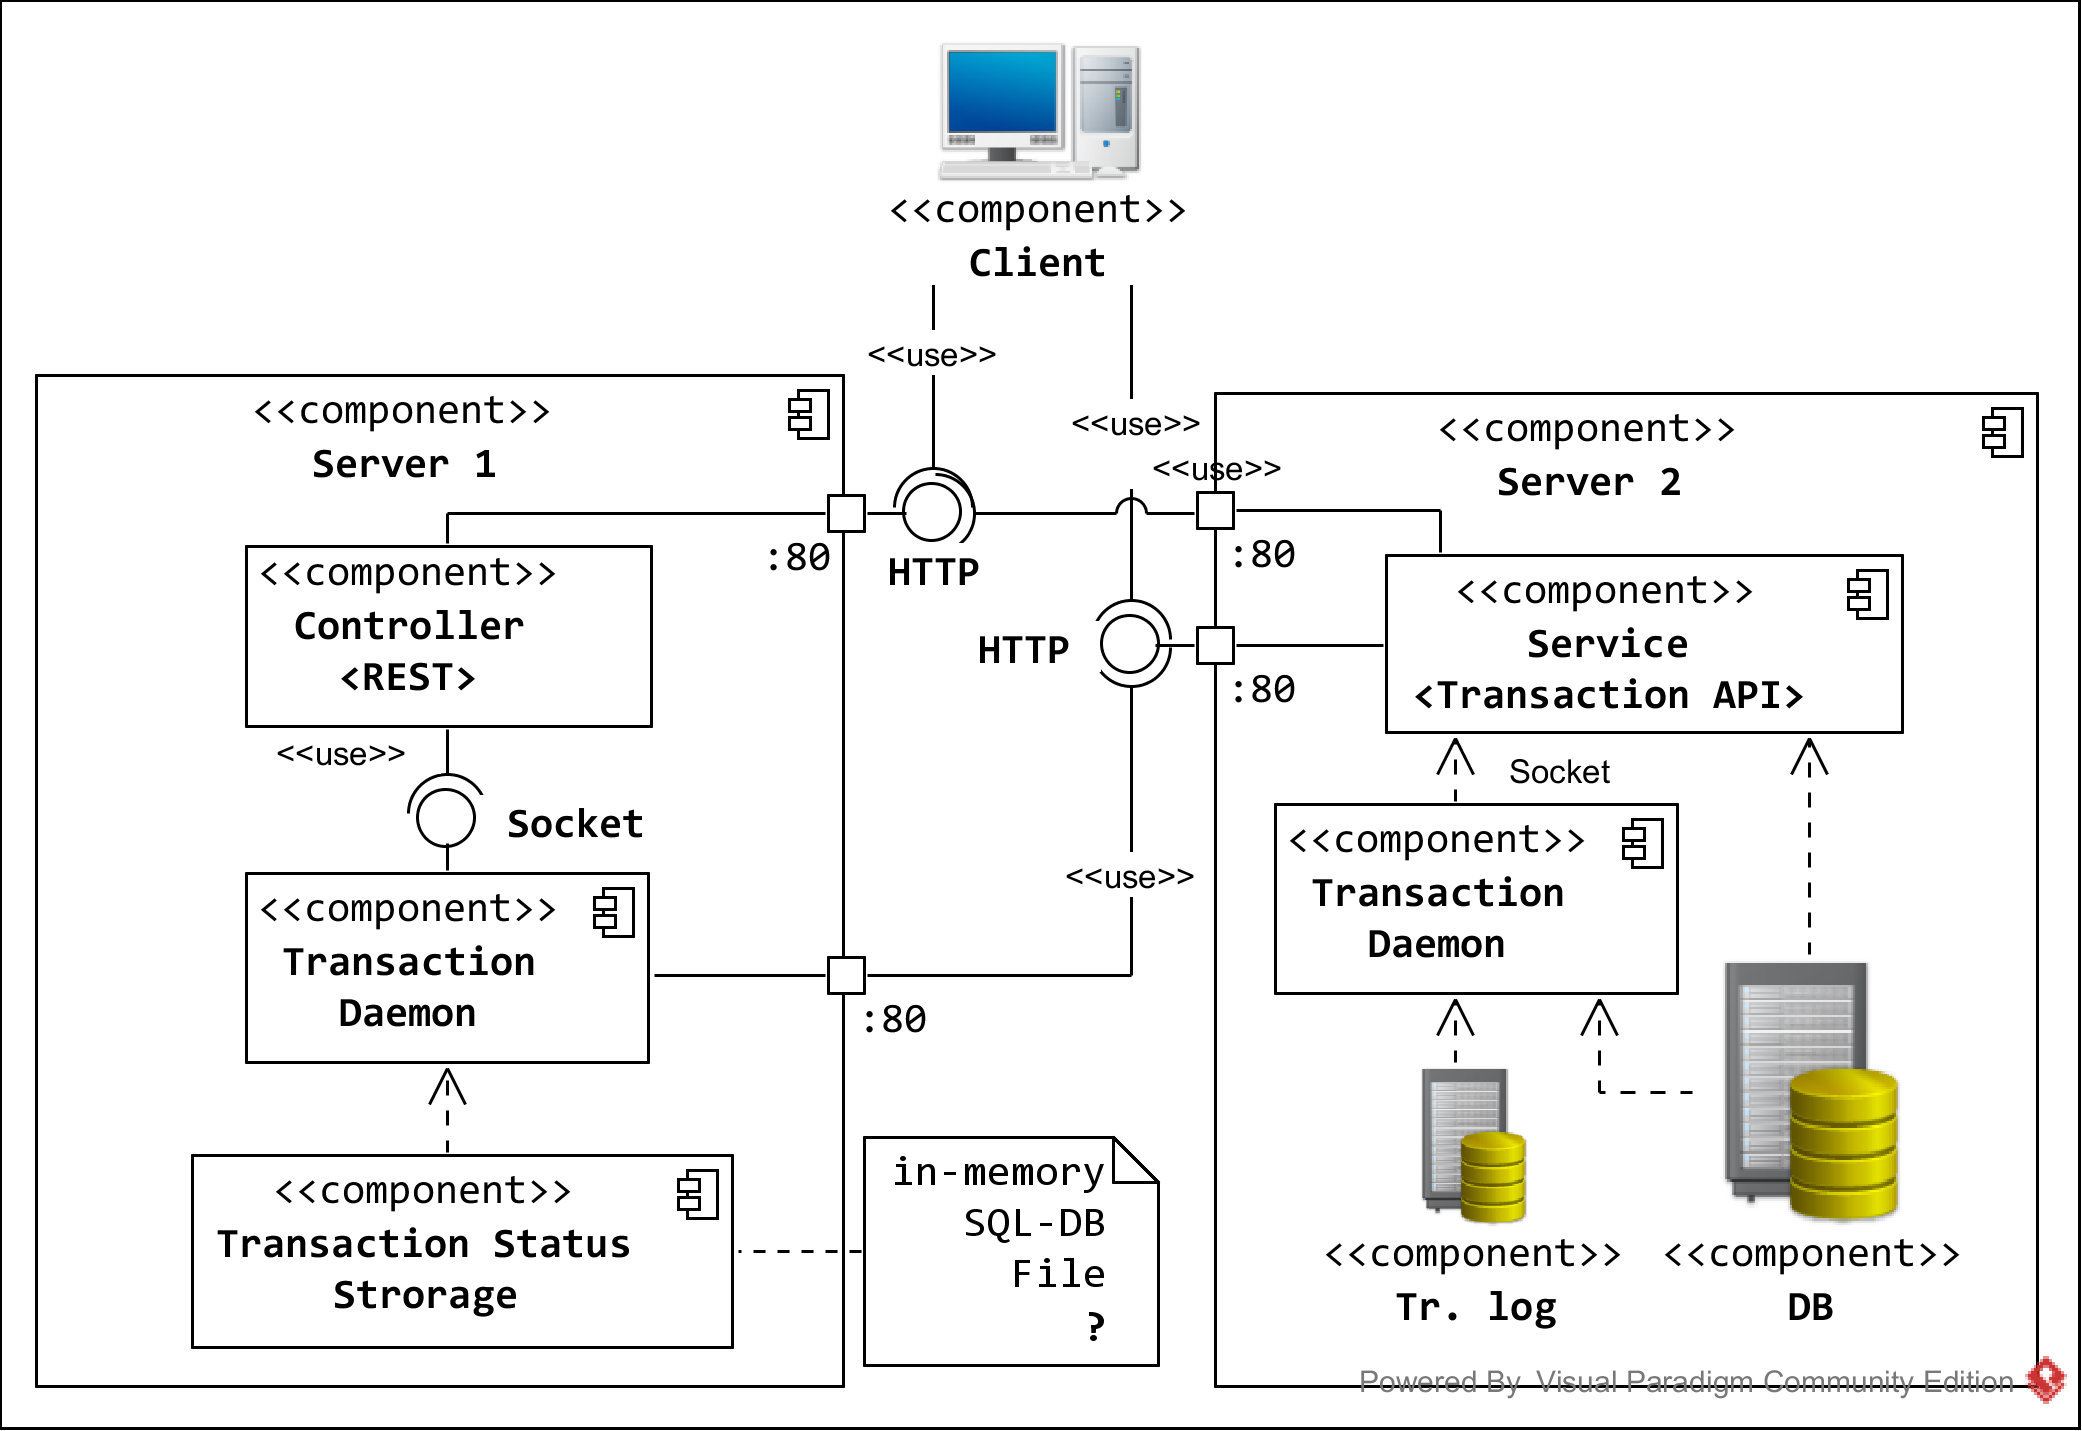 <<component>>
Client
<<use>>
<<use>>
<<use>>
<<component>>
Server 1
:80
HTTP
<<component>>
Controller
<REST>
<<use>>
Socket
<<component>>
Transaction
Daemon
:80
<<component>>
Transaction Status
Strorage
in-memory
SQL-DB
File
?
HTTP
<<use>>
<<component>>
Server 2
:80
:80
<<component>>
Service
<Transaction API>
Socket
<<component>>
Transaction
Daemon
<<component>>
Tr. log
<<component>>
DB
Powered By Visual Paradigm Community Edition